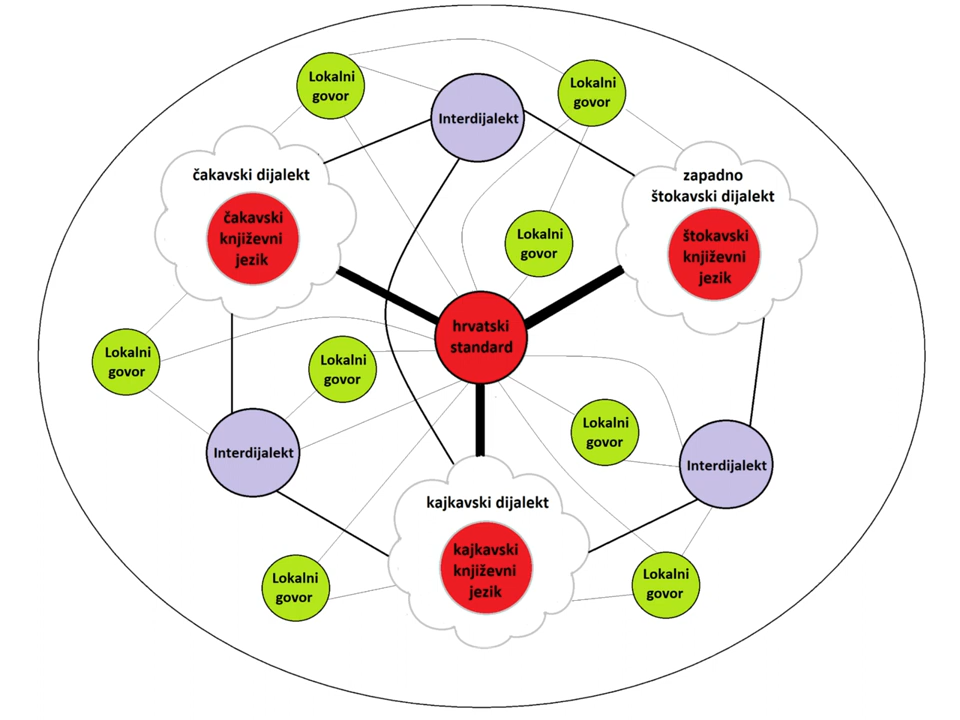 Lokalni
govor
Lokalni
govor
Interdijalekt
čakavski dijalekt
čakavski
književni
jezik
zapadno
štokavski dijalekt
štokavski
književni
jezik
Lokalni
govor
hrvatski
standard
Lokalni
govor
Lokalni
govor
Lokalni
govor
Interdijalekt
Interdijalekt
kajkavski dijalekt
kajkavski
književni
jezik
Lokalni
govor
Lokalni
govor